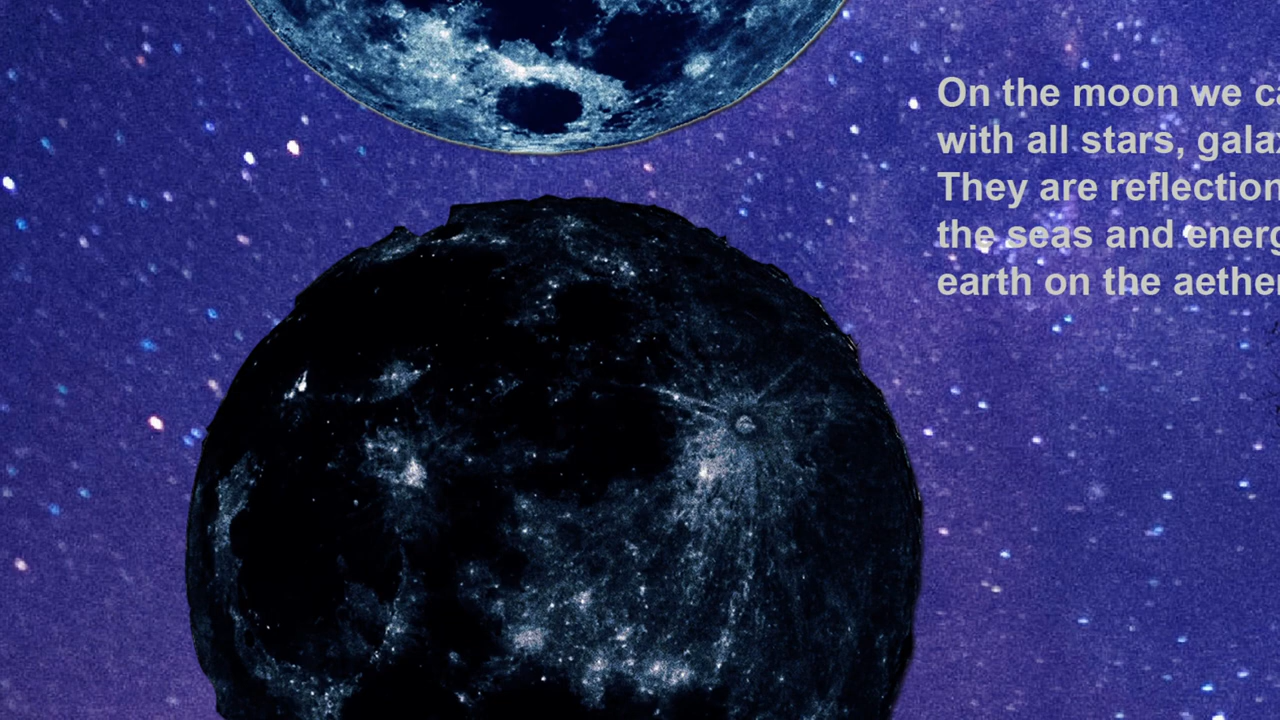 On the moon we
with all stars,
They are
the seas and
earth on the